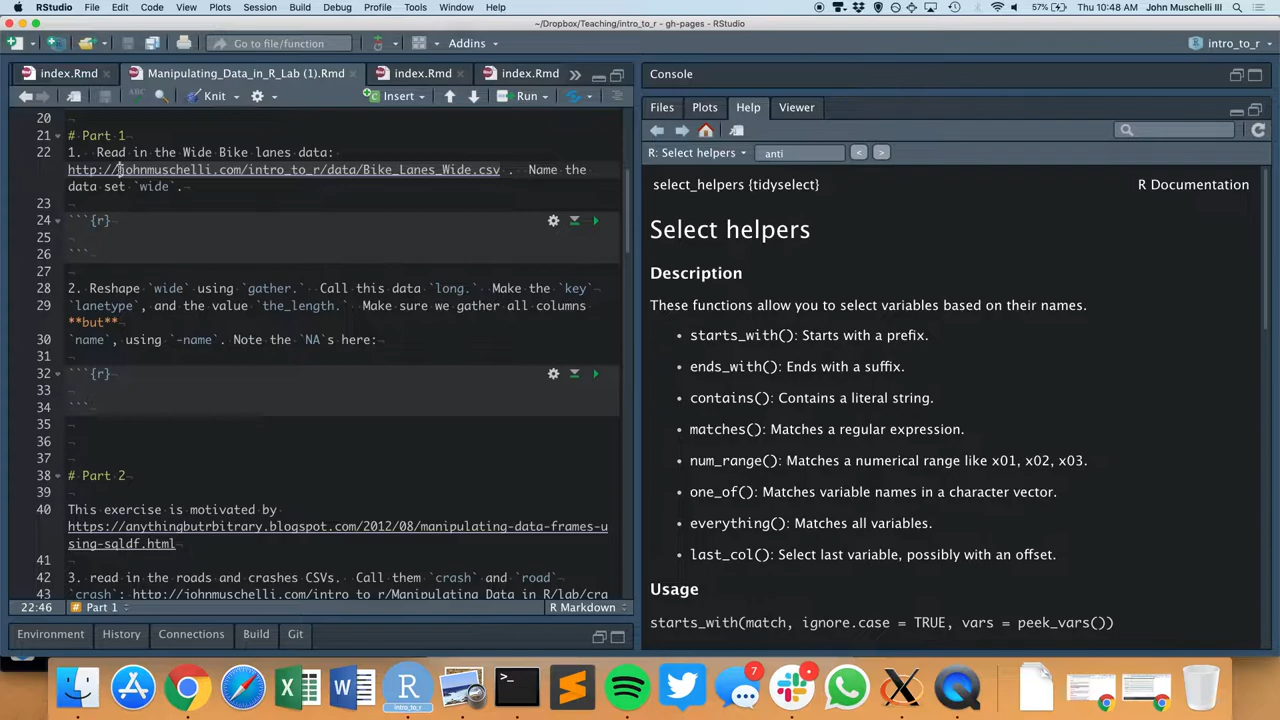 RStudio File Edit Code View Plots Session Build Debug Profile Tools Window Help 57% Thu 10:48 AM John Muschelli III
~/Dropbox/Teaching/intro_to_r - gh-pages - RStudio
Go to file/function Addins intro_to_r
index.Rmd Manipulating_Data_in_R_Lab (1).Rmd index.Rmd index.Rmd
Knit Insert Run
20
21 # Part 1
22 1. Read in the Wide Bike lanes data:
http://johnmuschelli.com/intro_to_r/data/Bike_Lanes_Wide.csv . Name the
data set `wide`.
23
24 ```{r}
25
26 ```
27
28 2. Reshape `wide` using `gather.` Call this data `long.` Make the `key`
29 `lanetype`, and the value `the_length.` Make sure we gather all columns
**but**
30 `name`, using `-name`. Note the `NA`s here:
31
32 ```{r}
33
34 ```
35
36
37
38 # Part 2
39
40 This exercise is motivated by
https://anythingbutrbitrary.blogspot.com/2012/08/manipulating-data-frames-u
sing-sqldf.html
41
42 3. read in the roads and crashes CSVs. Call them `crash` and `road`
43 `crash`: http://johnmuschelli.com/intro_to_r/Manipulating_Data_in_R/lab/cra
22:46 # Part 1 R Markdown
Environment History Connections Build Git
Console
Files Plots Help Viewer
R: Select helpers anti
select_helpers {tidyselect} R Documentation
Select helpers
Description
These functions allow you to select variables based on their names.
• starts_with(): Starts with a prefix.
• ends_with(): Ends with a suffix.
• contains(): Contains a literal string.
• matches(): Matches a regular expression.
• num_range(): Matches a numerical range like x01, x02, x03.
• one_of(): Matches variable names in a character vector.
• everything(): Matches all variables.
• last_col(): Select last variable, possibly with an offset.
Usage
starts_with(match, ignore.case = TRUE, vars = peek_vars())
7
intro_to_r